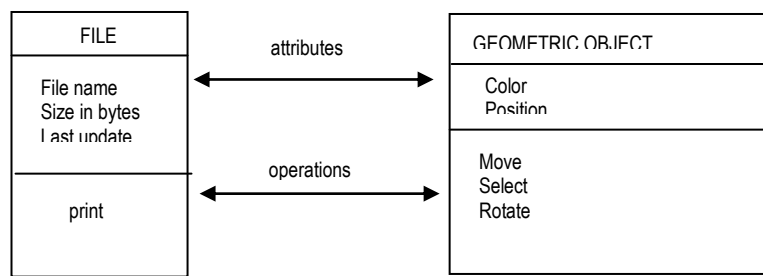 FILE
File name
Size in bytes
Last update
print
attributes
operations
GEOMETRIC OBJECT
Color
Position
Move
Select
Rotate